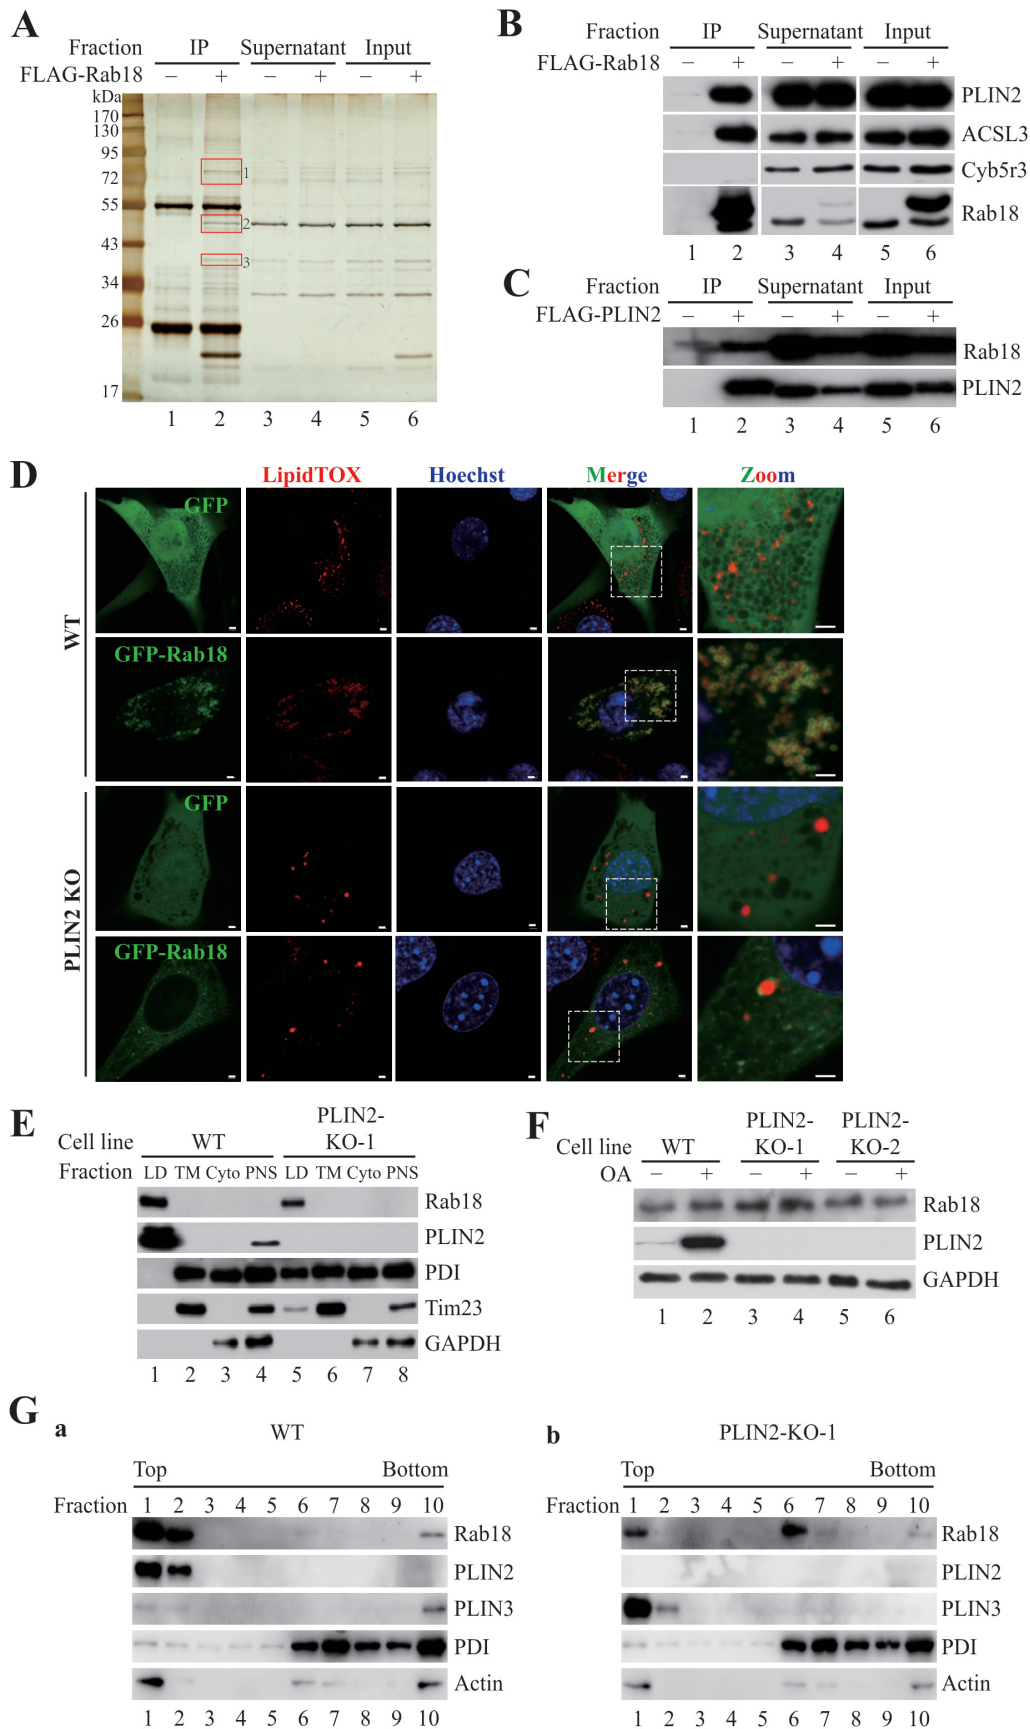 A
Fraction IP Supernatant Input
FLAG-Rab18 – + – + – +
kDa
170
130
95
72
55
43
34
26
17
1
2
3
1 2 3 4 5 6
B
Fraction IP Supernatant Input
FLAG-Rab18 – + – + – +
PLIN2
ACSL3
Cyb5r3
Rab18
1 2 3 4 5 6
C
Fraction IP Supernatant Input
FLAG-PLIN2 – + – + – +
Rab18
PLIN2
1 2 3 4 5 6
D
LipidTOX Hoechst Merge Zoom
WT
GFP
GFP-Rab18
PLIN2 KO
GFP
GFP-Rab18
E
Cell line WT PLIN2-KO-1
Fraction LD TM Cyto PNS LD TM Cyto PNS
Rab18
PLIN2
PDI
Tim23
GAPDH
1 2 3 4 5 6 7 8
F
Cell line WT PLIN2-KO-1 PLIN2-KO-2
OA – + – + – +
Rab18
PLIN2
GAPDH
1 2 3 4 5 6
G
a WT
Top Bottom
Fraction 1 2 3 4 5 6 7 8 9 10
Rab18
PLIN2
PLIN3
PDI
Actin
1 2 3 4 5 6 7 8 9 10
b PLIN2-KO-1
Top Bottom
Fraction 1 2 3 4 5 6 7 8 9 10
Rab18
PLIN2
PLIN3
PDI
Actin
1 2 3 4 5 6 7 8 9 10